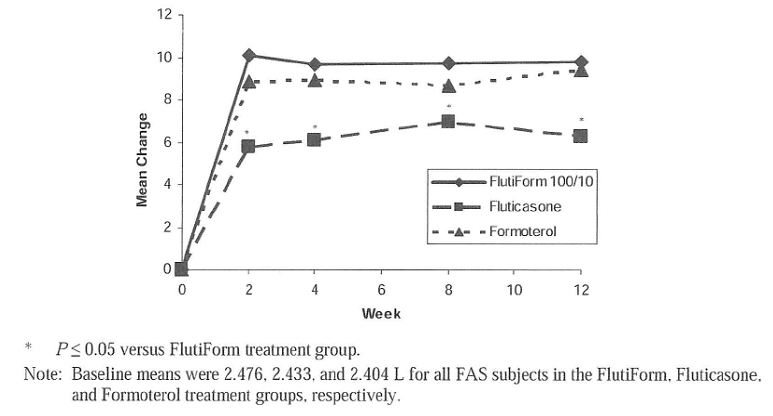 12
10
8
6
4
2
0
Mean Change
* * * *
FlutiForm 100/10
Fluticasone
Formoterol
0 2 4 8 10 12
Week
* P ≤ 0.05 versus FlutiForm treatment group.
Note: Baseline means were 2.476, 2.433, and 2.404 L for all FAS subjects in the FlutiForm, Fluticasone,
and Formoterol treatment groups, respectively.